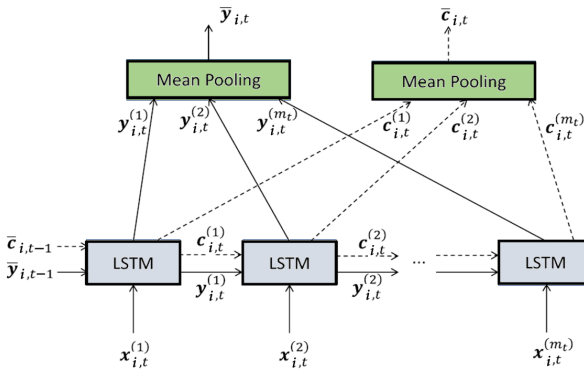 ȳ_{i,t}
c̄_{i,t}
Mean Pooling
Mean Pooling
y_{i,t}^{(1)}
y_{i,t}^{(2)}
y_{i,t}^{(m_t)}
c_{i,t}^{(1)}
c_{i,t}^{(2)}
c_{i,t}^{(m_t)}
c̄_{i,t−1}
ȳ_{i,t−1}
LSTM
c_{i,t}^{(1)}
y_{i,t}^{(1)}
LSTM
c_{i,t}^{(2)}
y_{i,t}^{(2)}
...
LSTM
x_{i,t}^{(1)}
x_{i,t}^{(2)}
x_{i,t}^{(m_t)}